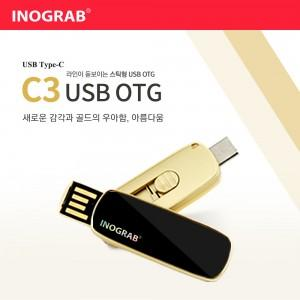 INOGRAB®
USB Type-C
라인이 돋보이는 스틱형 USB OTG
C3 USB OTG
새로운 감각과 골드의 우아함, 아름다움
INOGRAB®